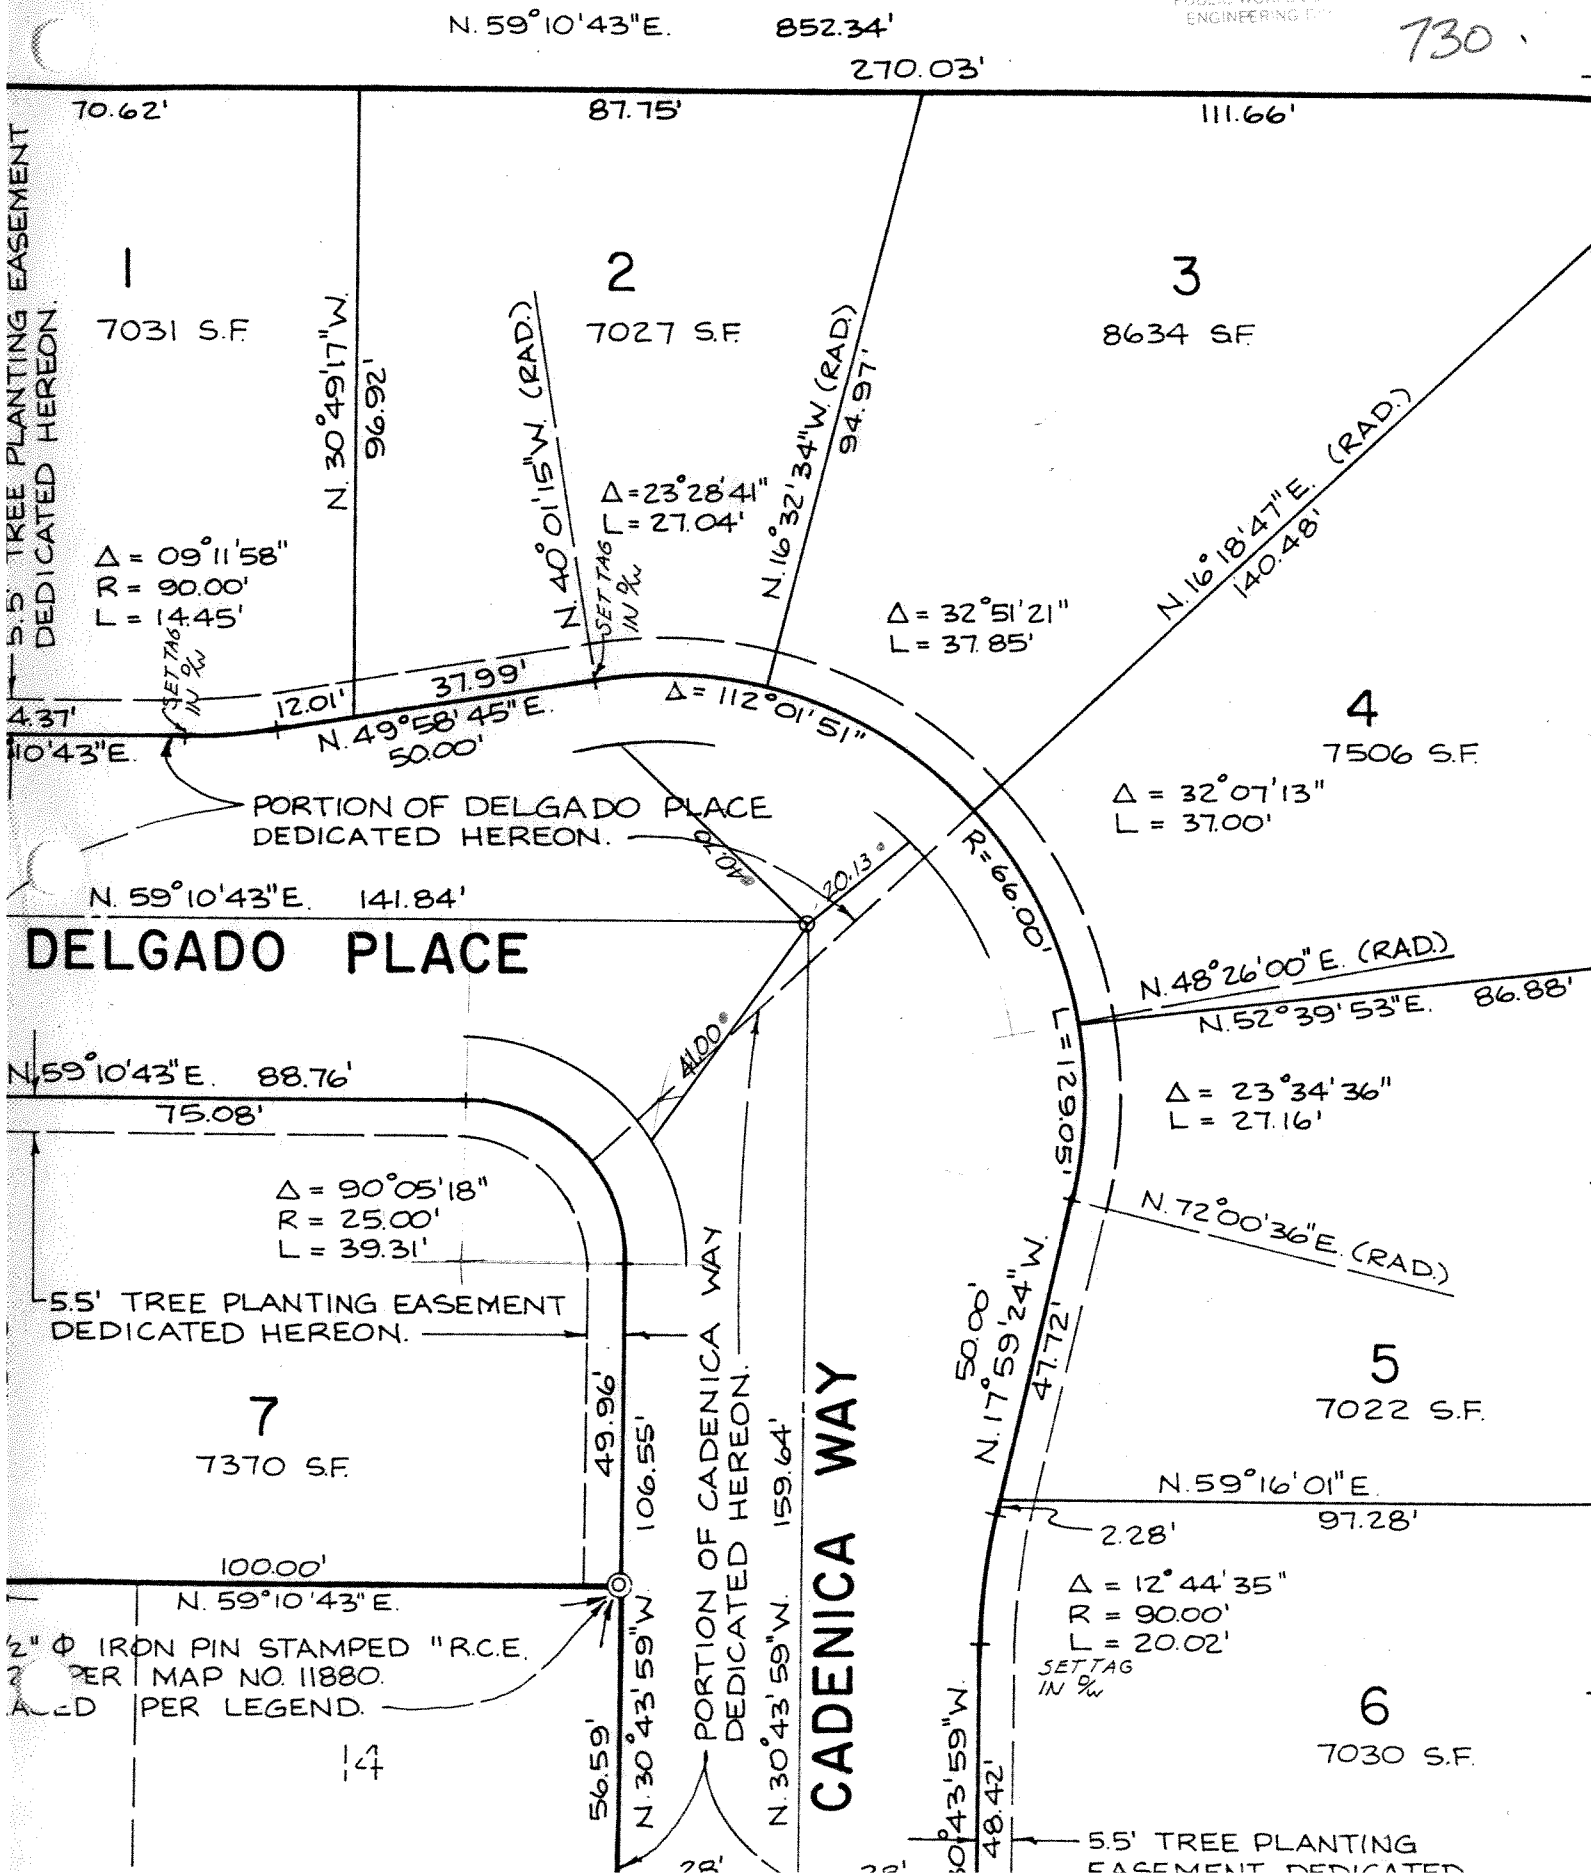 N. 59°10'43"E. 852.34'
ENGINEERING
730
270.03'
70.62'
87.75'
111.66'
5.5' TREE PLANTING EASEMENT
DEDICATED HEREON.
1
7031 S.F.
N. 30°49'17"W.
96.92'
2
7027 S.F.
N. 40°01'15"W. (RAD.)
N. 16°32'34"W. (RAD.)
94.97'
3
8634 S.F.
N. 16°18'47"E. (RAD.)
140.48'
Δ = 09°11'58"
R = 90.00'
L = 14.45'
SET TAG
IN D/W
Δ = 23°28'41"
L = 27.04'
SET TAG
IN D/W
Δ = 32°51'21"
L = 37.85'
4.37'
10'43"E.
12.01'
37.99'
N. 49°58'45"E.
50.00'
Δ = 112°01'51"
4
7506 S.F.
PORTION OF DELGADO PLACE
DEDICATED HEREON.
40.70
20.13
R = 66.00'
Δ = 32°07'13"
L = 37.00'
N. 59°10'43"E. 141.84'
DELGADO PLACE
N. 48°26'00"E. (RAD.)
N. 52°39'53"E. 86.88'
41.00
L = 129.05'
N. 59°10'43"E. 88.76'
75.08'
Δ = 23°34'36"
L = 27.16'
Δ = 90°05'18"
R = 25.00'
L = 39.31'
N. 72°00'36"E. (RAD.)
5.5' TREE PLANTING EASEMENT
DEDICATED HEREON.
50.00'
N. 17°59'24"W.
47.72'
7
7370 S.F.
49.96'
106.55'
PORTION OF CADENICA WAY
DEDICATED HEREON.
159.64'
N. 30°43'59"W.
CADENICA WAY
5
7022 S.F.
N. 59°16'01"E.
97.28'
2.28'
100.00'
N. 59°10'43"E.
Δ = 12°44'35"
R = 90.00'
L = 20.02'
SET TAG
IN D/W
1/2" Φ IRON PIN STAMPED "R.C.E.
PER MAP NO. 11880.
PER LEGEND.
14
56.59'
N. 30°43'59"W.
0°43'59"W.
48.42'
6
7030 S.F.
28'
5.5' TREE PLANTING
EASEMENT DEDICATED